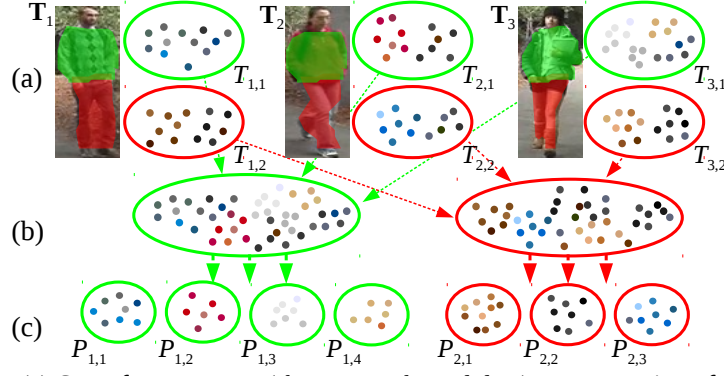 T1 T2 T3
(a)
T1,1 T2,1 T3,1
T1,2 T2,2 T3,2
(b)
(c)
P1,1 P1,2 P1,3 P1,4 P2,1 P2,2 P2,3